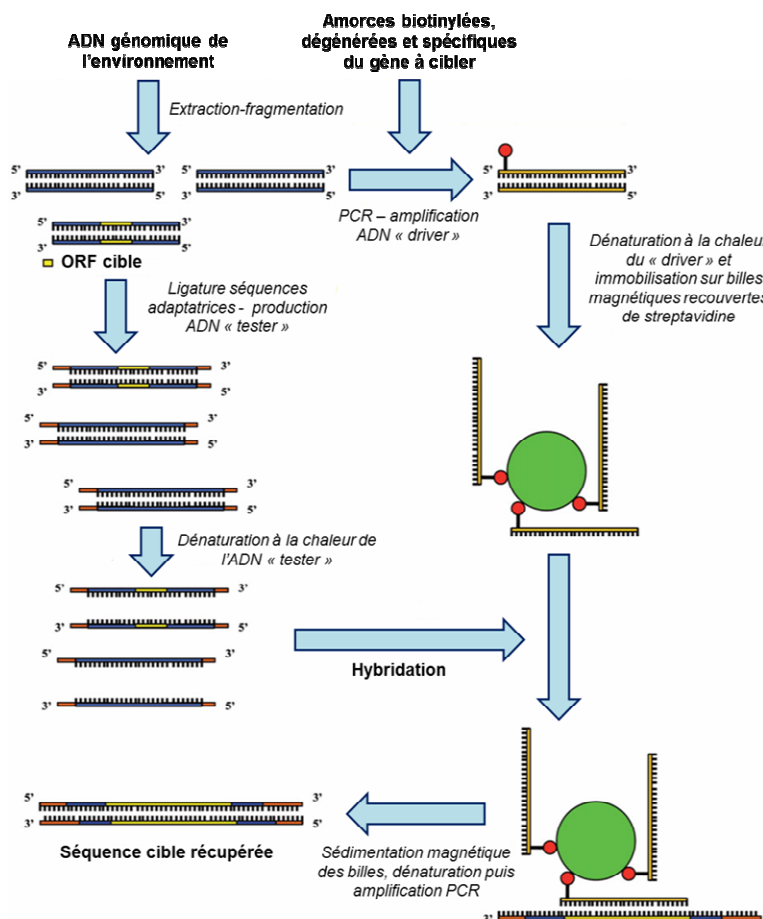 ADN génomique de
l'environnement
Amorces biotinylées,
dégénérées et spécifiques
du gène à cibler
Extraction-fragmentation
5' 3'
3' 5'
5' 3'
3' 5'
5' 3'
3' 5'
PCR – amplification
ADN « driver »
5' 3'
3' 5'
ORF cible
Dénaturation à la chaleur
du « driver » et
immobilisation sur billes
magnétiques recouvertes
de streptavidine
Ligature séquences
adaptatrices - production
ADN « tester »
5' 3'
3' 5'
5' 3'
3' 5'
5' 3'
3' 5'
Dénaturation à la chaleur de
l'ADN « tester »
5' 3'
3' 5'
5' 3'
3' 5'
Hybridation
5' 3'
3' 5'
Séquence cible récupérée
Sédimentation magnétique
des billes, dénaturation puis
amplification PCR
3' 5'